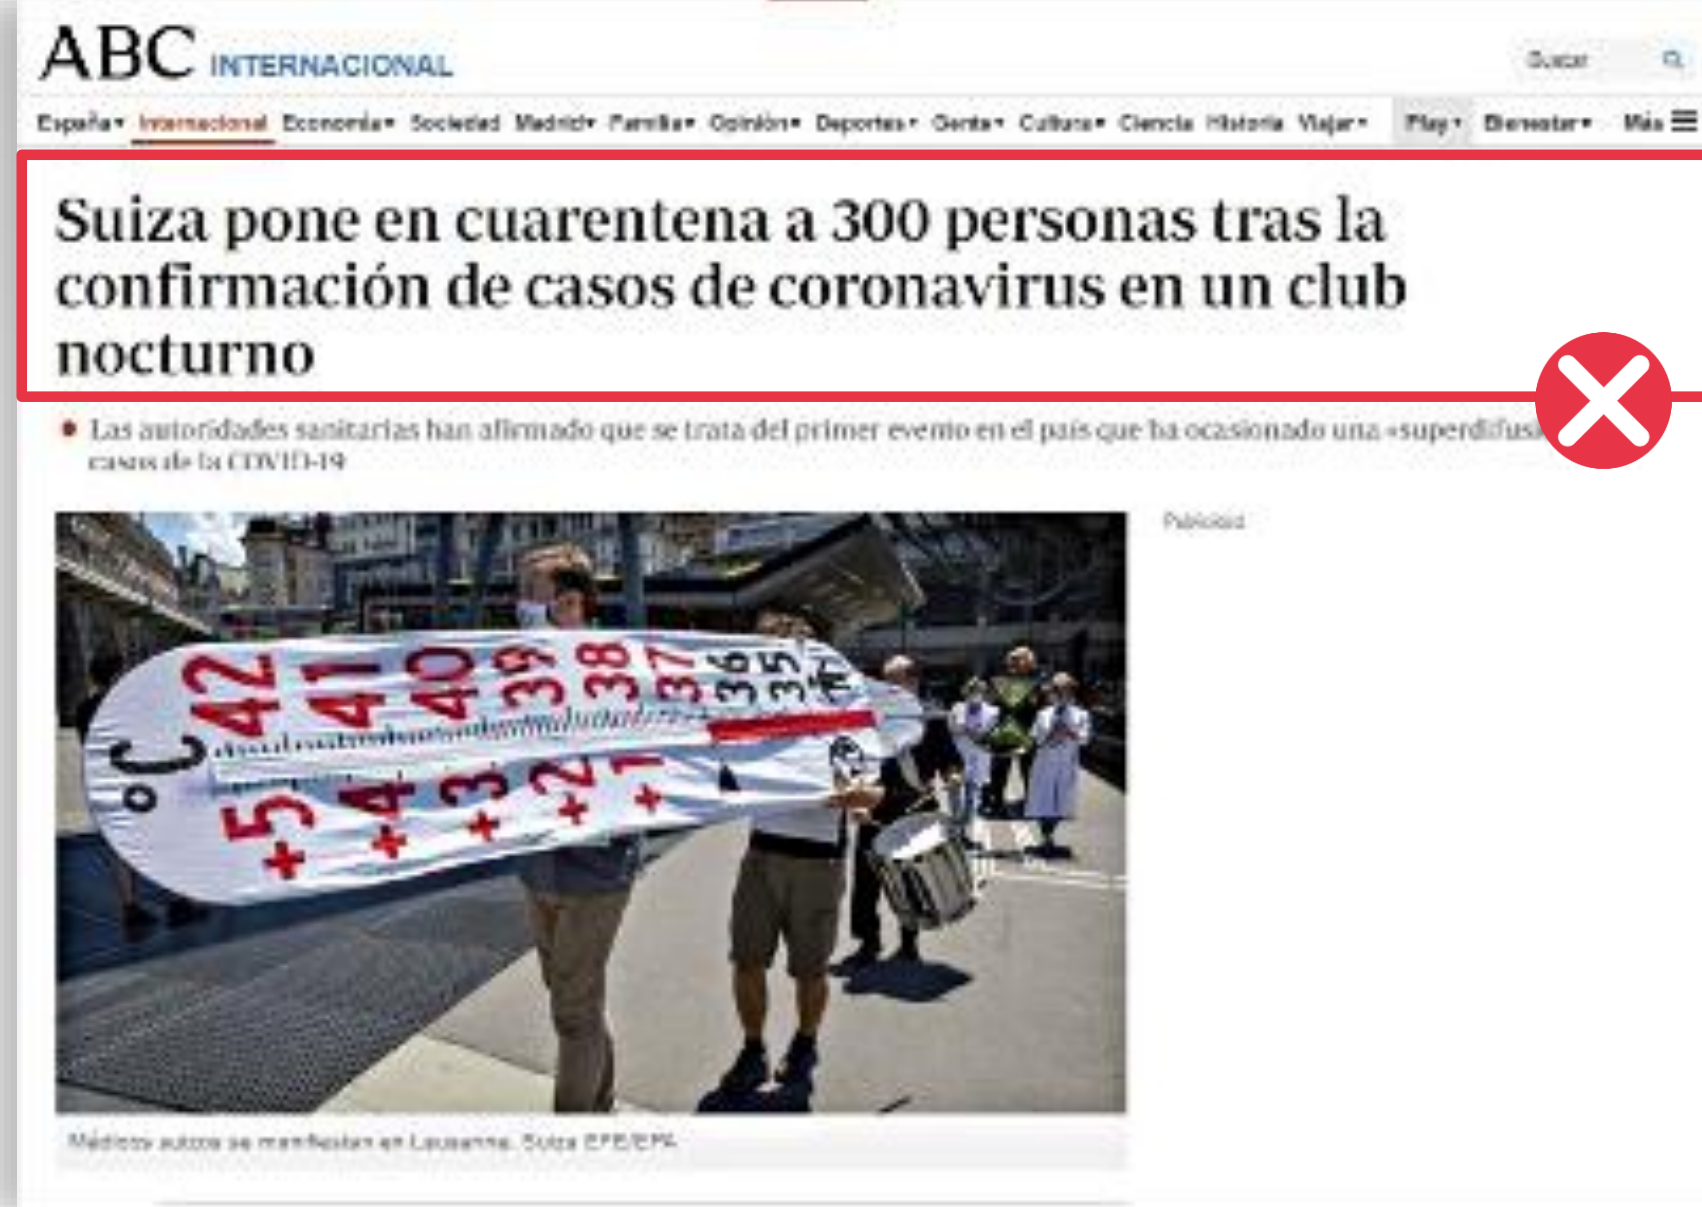 ABC INTERNACIONAL
Buscar
España Internacional Economía Sociedad Madrid Familia Opinión Deportes Gente Cultura Ciencia Historia Viajar Play Bienestar Más
Suiza pone en cuarentena a 300 personas tras la
confirmación de casos de coronavirus en un club
nocturno
Las autoridades sanitarias han afirmado que se trata del primer evento en el país que ha ocasionado una «superdifusi
casos de la COVID-19
Publicidad
°C 42 41 40 39 38 37 36 35
+5 +4 +3 +2 +1
Médicos suizos se manifiestan en Lausanne, Suiza EFE/EPA